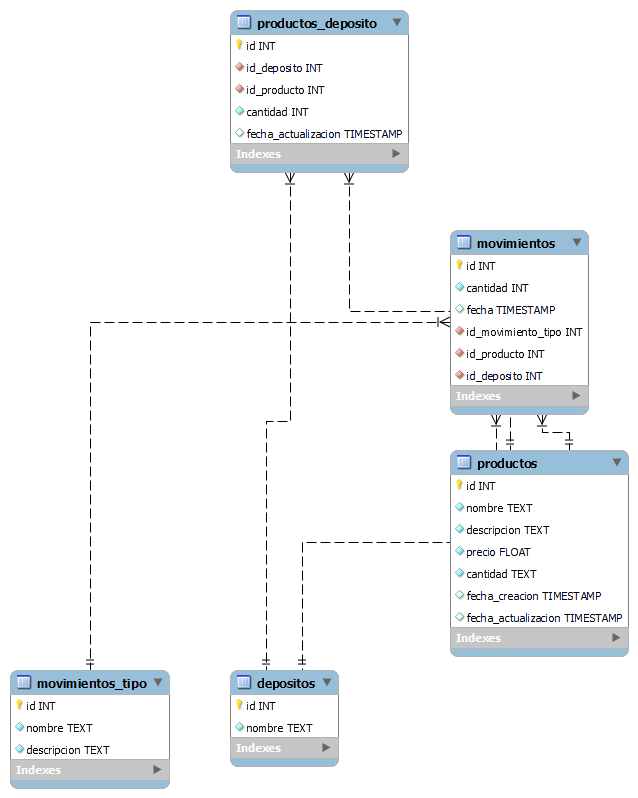 productos_deposito
id INT
id_deposito INT
id_producto INT
cantidad INT
fecha_actualizacion TIMESTAMP
Indexes
movimientos
id INT
cantidad INT
fecha TIMESTAMP
id_movimiento_tipo INT
id_producto INT
id_deposito INT
Indexes
productos
id INT
nombre TEXT
descripcion TEXT
precio FLOAT
cantidad TEXT
fecha_creacion TIMESTAMP
fecha_actualizacion TIMESTAMP
Indexes
movimientos_tipo
id INT
nombre TEXT
descripcion TEXT
Indexes
depositos
id INT
nombre TEXT
Indexes